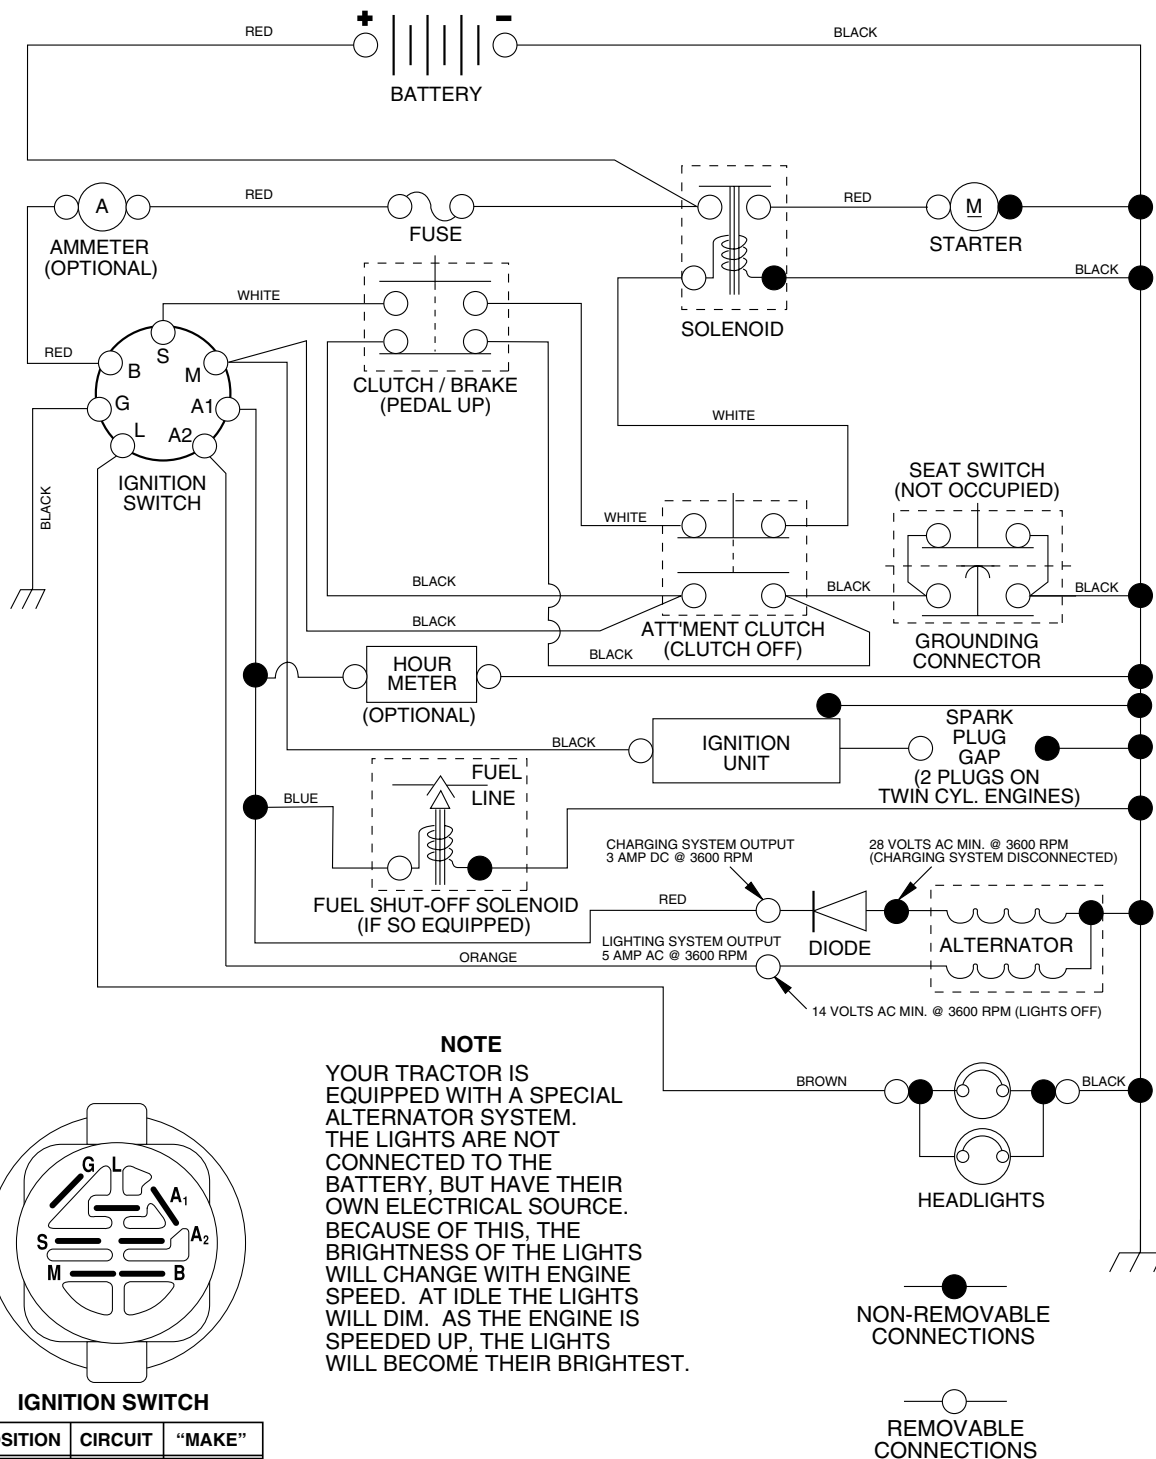 + -
RED
BLACK
BATTERY
A
RED
FUSE
RED
M
AMMETER
(OPTIONAL)
STARTER
BLACK
SOLENOID
WHITE
RED
S
B
M
G
A1
L
A2
CLUTCH / BRAKE
(PEDAL UP)
WHITE
IGNITION
SWITCH
BLACK
SEAT SWITCH
(NOT OCCUPIED)
WHITE
BLACK
BLACK
BLACK
BLACK
ATT'MENT CLUTCH
(CLUTCH OFF)
BLACK
GROUNDING
CONNECTOR
HOUR
METER
(OPTIONAL)
BLACK
IGNITION
UNIT
SPARK
PLUG
GAP
(2 PLUGS ON
TWIN CYL. ENGINES)
FUEL
LINE
BLUE
FUEL SHUT-OFF SOLENOID
(IF SO EQUIPPED)
CHARGING SYSTEM OUTPUT
3 AMP DC @ 3600 RPM
28 VOLTS AC MIN. @ 3600 RPM
(CHARGING SYSTEM DISCONNECTED)
RED
DIODE
ALTERNATOR
LIGHTING SYSTEM OUTPUT
5 AMP AC @ 3600 RPM
ORANGE
14 VOLTS AC MIN. @ 3600 RPM (LIGHTS OFF)
NOTE
YOUR TRACTOR IS
EQUIPPED WITH A SPECIAL
ALTERNATOR SYSTEM.
THE LIGHTS ARE NOT
CONNECTED TO THE
BATTERY, BUT HAVE THEIR
OWN ELECTRICAL SOURCE.
BECAUSE OF THIS, THE
BRIGHTNESS OF THE LIGHTS
WILL CHANGE WITH ENGINE
SPEED. AT IDLE THE LIGHTS
WILL DIM. AS THE ENGINE IS
SPEEDED UP, THE LIGHTS
WILL BECOME THEIR BRIGHTEST.
BROWN
BLACK
HEADLIGHTS
G L
A1
A2
S
M B
IGNITION SWITCH
SITION CIRCUIT “MAKE”
NON-REMOVABLE
CONNECTIONS
REMOVABLE
CONNECTIONS